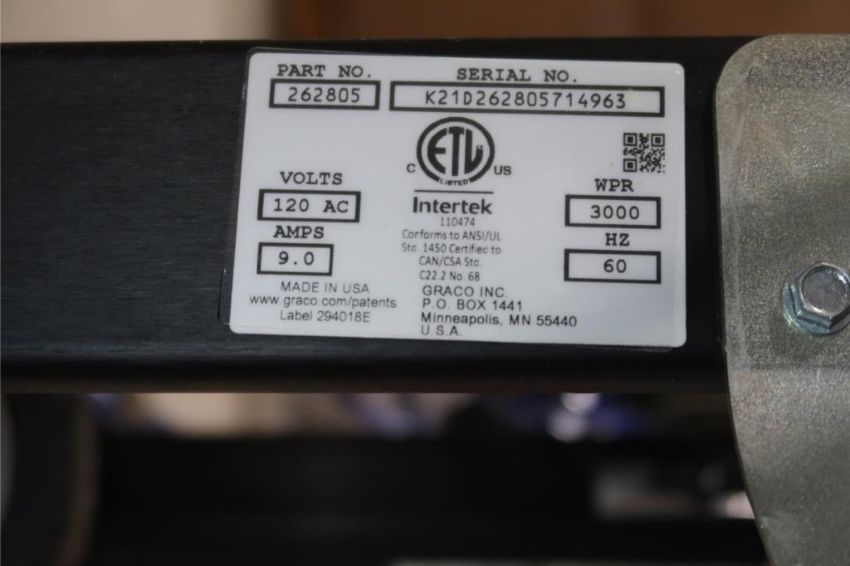 PART NO.
SERIAL NO.
262805
K21D262805714963
ETL
LISTED
C
US
Intertek
110474
Conforms to ANSI/UL
Std. 1450 Certified to
CAN/CSA Std.
C22.2 No. 68
VOLTS
120 AC
AMPS
9.0
WPR
3000
HZ
60
MADE IN USA
www.graco.com/patents
Label 294018E
GRACO INC.
P.O. BOX 1441
Minneapolis, MN 55440
U.S.A.